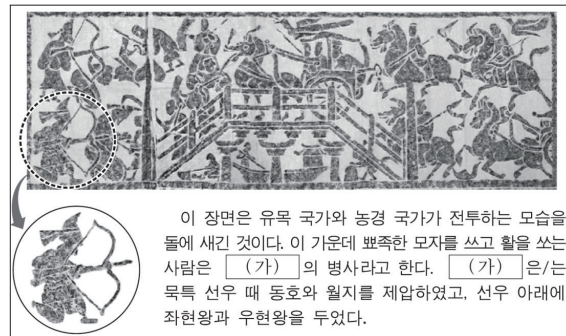 이 장면은 유목 국가와 농경 국가가 전투하는 모습을
돌에 새긴 것이다. 이 가운데 뾰족한 모자를 쓰고 활을 쏘는
사람은 (가) 의 병사라고 한다. (가) 은/는
묵특 선우 때 동호와 월지를 제압하였고, 선우 아래에
좌현왕과 우현왕을 두었다.